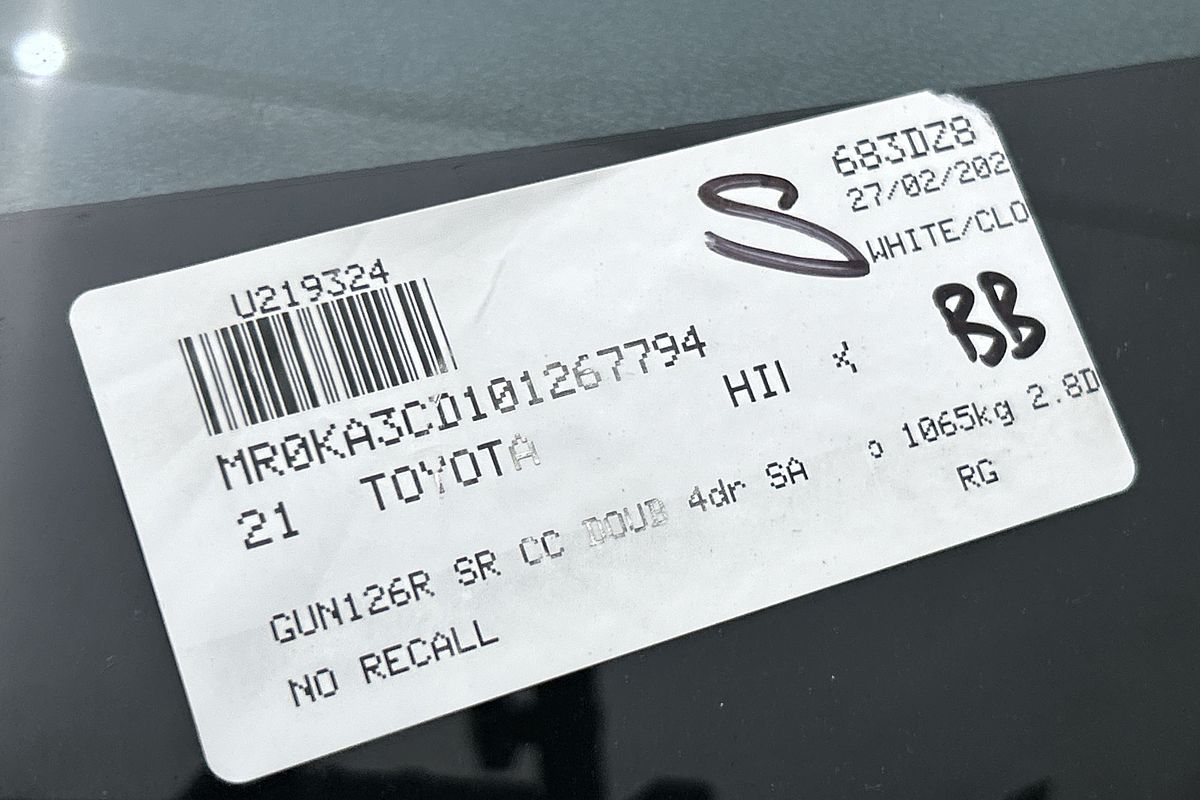 683DZ8
27/02/202
S
WHITE/CLO
U219324
BB
MR0KA3CD101267794
21 TOYOTA
GUN126R SR CC DOUB 4dr SA 1065kg 2.8D
NO RECALL
RG